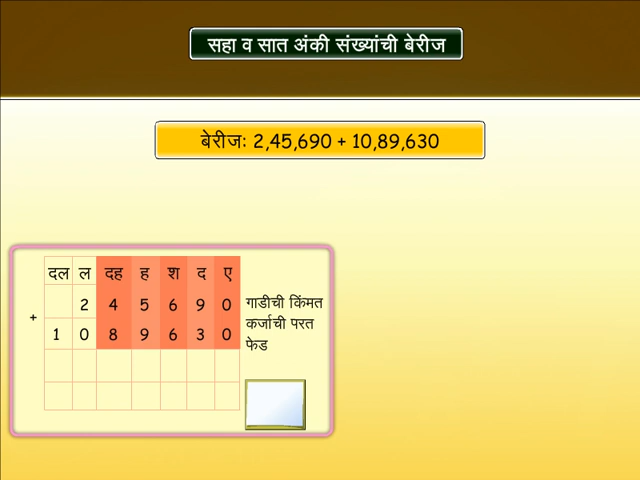 सहा व सात अंकी संख्यांची बेरीज
बेरीजः 2,45,690 + 10,89,630
दल ल दह ह श द ए
2 4 5 6 9 0
+
1 0 8 9 6 3 0
गाडीची किंमत
कर्जाची परत
फेड